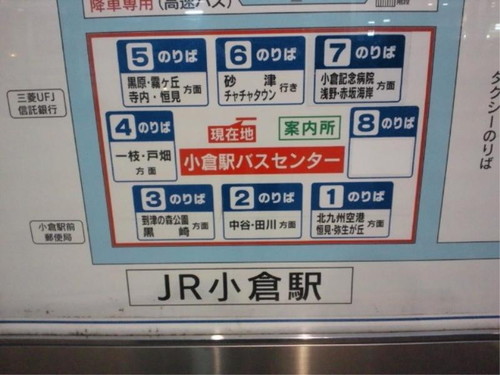 降車専用(高速バス)
5 のりば
黒原・霧ヶ丘
寺内・恒見
方面
6 のりば
砂津
チャチャタウン
行き
7 のりば
小倉記念病院
浅野・赤坂海岸
方面
三菱UFJ
信託銀行
4 のりば
一枝・戸畑
方面
現在地
案内所
小倉駅バスセンター
8 のりば
タクシーのりば
3 のりば
到津の森公園
黒崎
方面
2 のりば
中谷・田川 方面
1 のりば
北九州空港
恒見・弥生が丘
方面
小倉駅前
郵便局
JR小倉駅